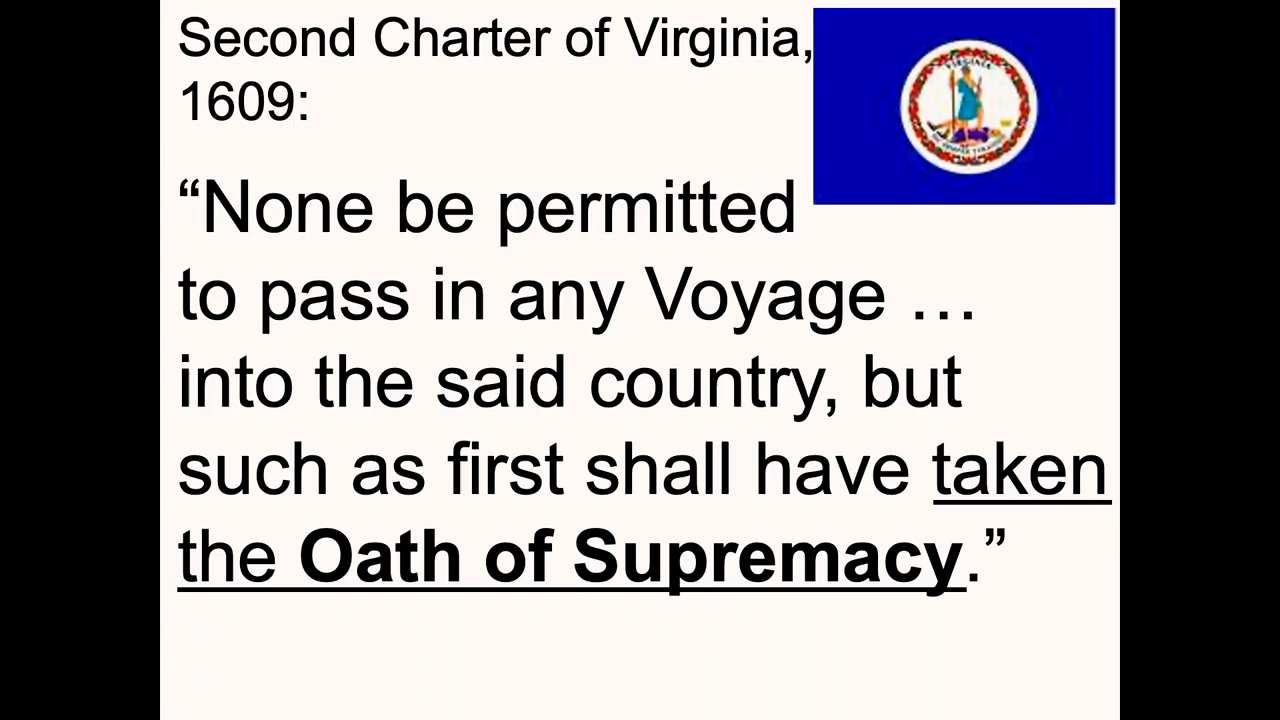 Second Charter of Virginia,
1609:
VIRGINIA
“None be permitted
to pass in any Voyage …
into the said country, but
such as first shall have taken
the Oath of Supremacy.”